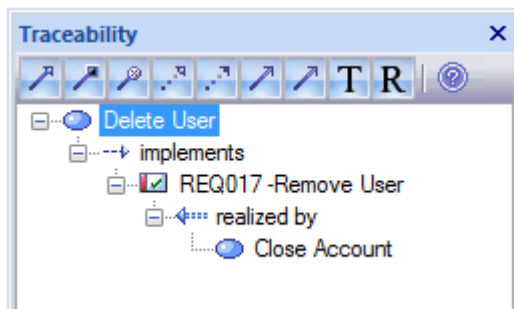 Traceability
T R
Delete User
implements
REQ017 -Remove User
realized by
Close Account